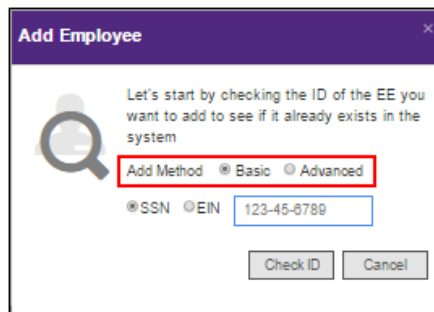 Add Employee ×
Let's start by checking the ID of the EE you
want to add to see if it already exists in the
system
Add Method Basic Advanced
SSN EIN 123-45-6789
Check ID Cancel